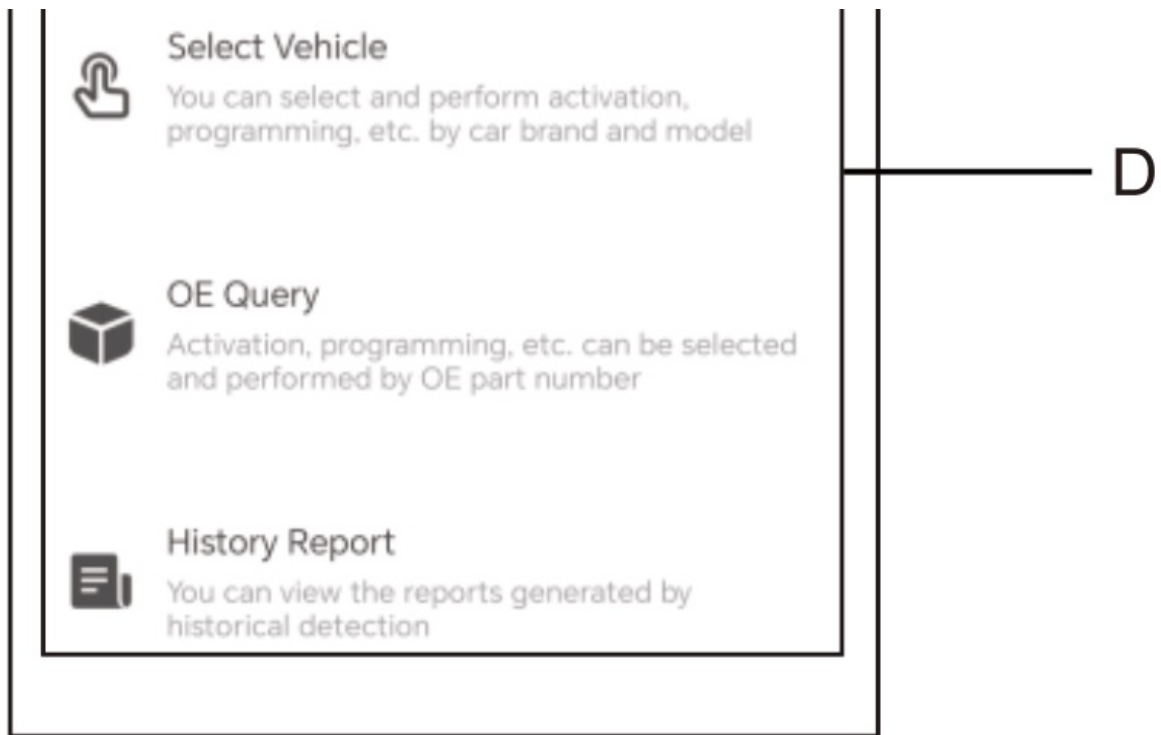 Select Vehicle
You can select and perform activation,
programming, etc. by car brand and model
D
OE Query
Activation, programming, etc. can be selected
and performed by OE part number
History Report
You can view the reports generated by
historical detection